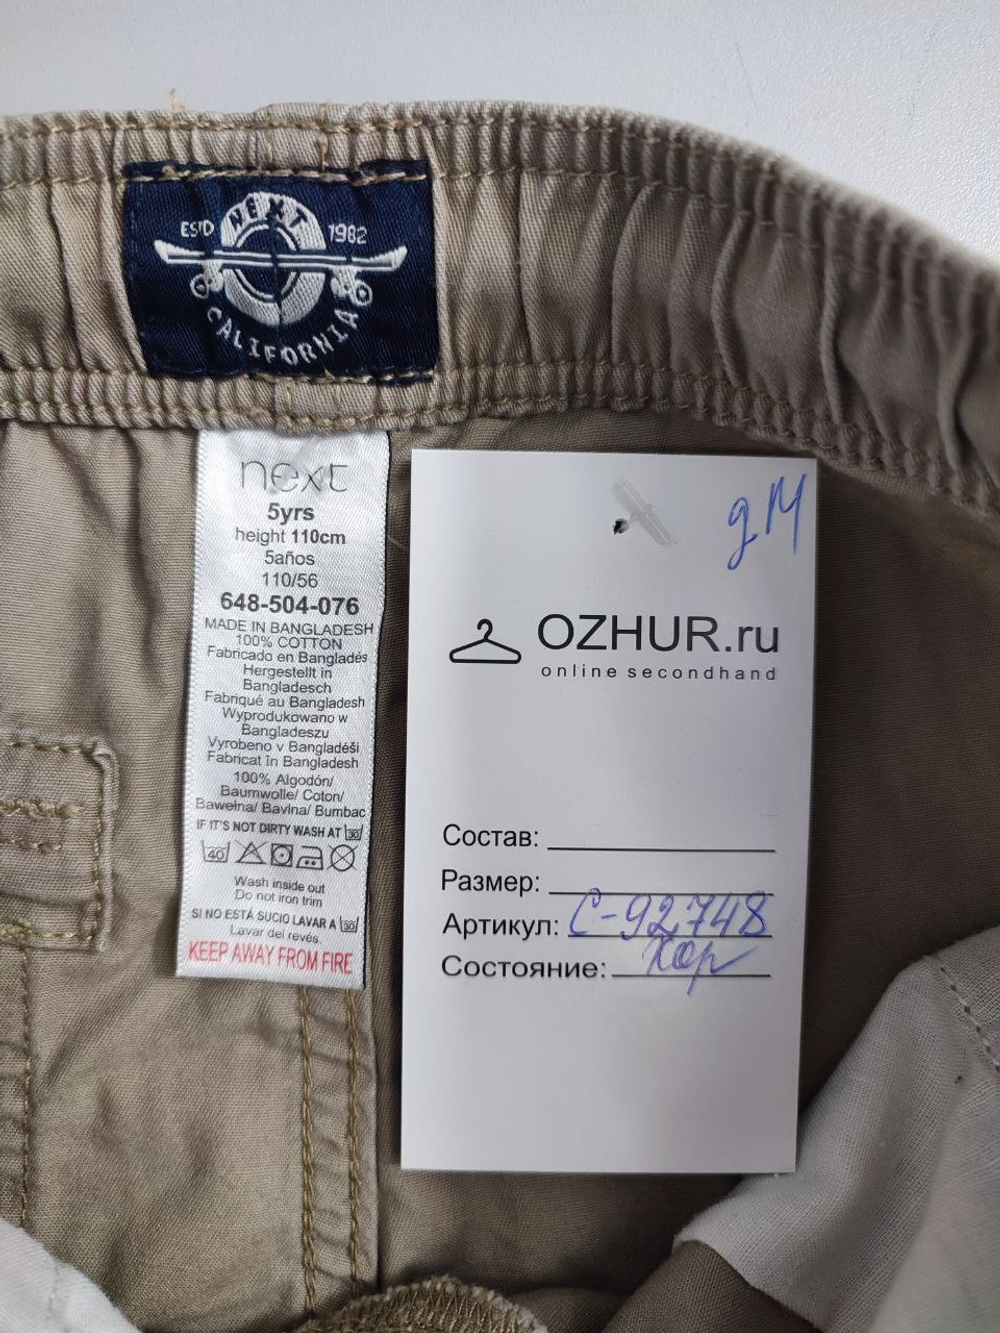 NEXT
ESTD 1982
CALIFORNIA
next
5yrs
height 110cm
5años
110/56
648-504-076
MADE IN BANGLADESH
100% COTTON
Fabricado en Bangladés
Hergestellt in
Bangladesch
Fabriqué au Bangladesh
Wyprodukowano w
Bangladeszu
Vyrobeno v Bangladéši
Fabricat în Bangladesh
100% Algodón/
Baumwolle/ Coton/
Bawełna/ Bavlna/ Bumbac
IF IT'S NOT DIRTY WASH AT 30
40
Wash inside out
Do not iron trim
SI NO ESTÁ SUCIO LAVAR A 30
Lavar del revés.
KEEP AWAY FROM FIRE
дМ
OZHUR.ru
online secondhand
Состав:
Размер:
Артикул: С-92748
Состояние: хор